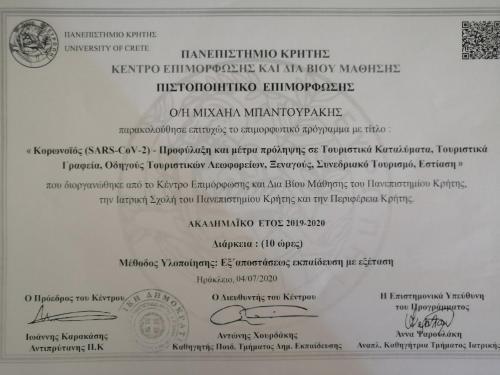 ΠΑΝΕΠΙΣΤΗΜΙΟ ΚΡΗΤΗΣ
UNIVERSITY OF CRETE
ΠΑΝΕΠΙΣΤΗΜΙΟ ΚΡΗΤΗΣ
ΚΕΝΤΡΟ ΕΠΙΜΟΡΦΩΣΗΣ ΚΑΙ ΔΙΑ ΒΙΟΥ ΜΑΘΗΣΗΣ
ΠΙΣΤΟΠΟΙΗΤΙΚΟ ΕΠΙΜΟΡΦΩΣΗΣ
Ο/Η ΜΙΧΑΗΛ ΜΠΑΝΤΟΥΡΑΚΗΣ
παρακολούθησε επιτυχώς το επιμορφωτικό πρόγραμμα με τίτλο :
« Κορωνοϊός (SARS-CoV-2) - Προφύλαξη και μέτρα πρόληψης σε Τουριστικά Καταλύματα, Τουριστικά
Γραφεία, Οδηγούς Τουριστικών Λεωφορείων, Ξεναγούς, Συνεδριακό Τουρισμό, Εστίαση »
που διοργανώθηκε από το Κέντρο Επιμόρφωσης και Δια Βίου Μάθησης του Πανεπιστημίου Κρήτης,
την Ιατρική Σχολή του Πανεπιστημίου Κρήτης και την Περιφέρεια Κρήτης.
ΑΚΑΔΗΜΑΪΚΟ ΕΤΟΣ 2019-2020
Διάρκεια : (10 ώρες)
Μέθοδος Υλοποίησης: Εξ΄αποστάσεως εκπαίδευση με εξέταση
Ηράκλειο, 04/07/2020
Ο Πρόεδρος του Κέντρου
Ο Διευθυντής του Κέντρου
Η Επιστημονικά Υπεύθυνη
του Προγράμματος
Ιωάννης Καρακάσης
Αντώνης Χουρδάκης
Άννα Ψαρουλάκη
Αντιπρύτανης Π.Κ
Καθηγητής Παιδ. Τμήματος Δημ. Εκπαίδευσης
Αναπλ. Καθηγήτρια Τμήματος Ιατρικής